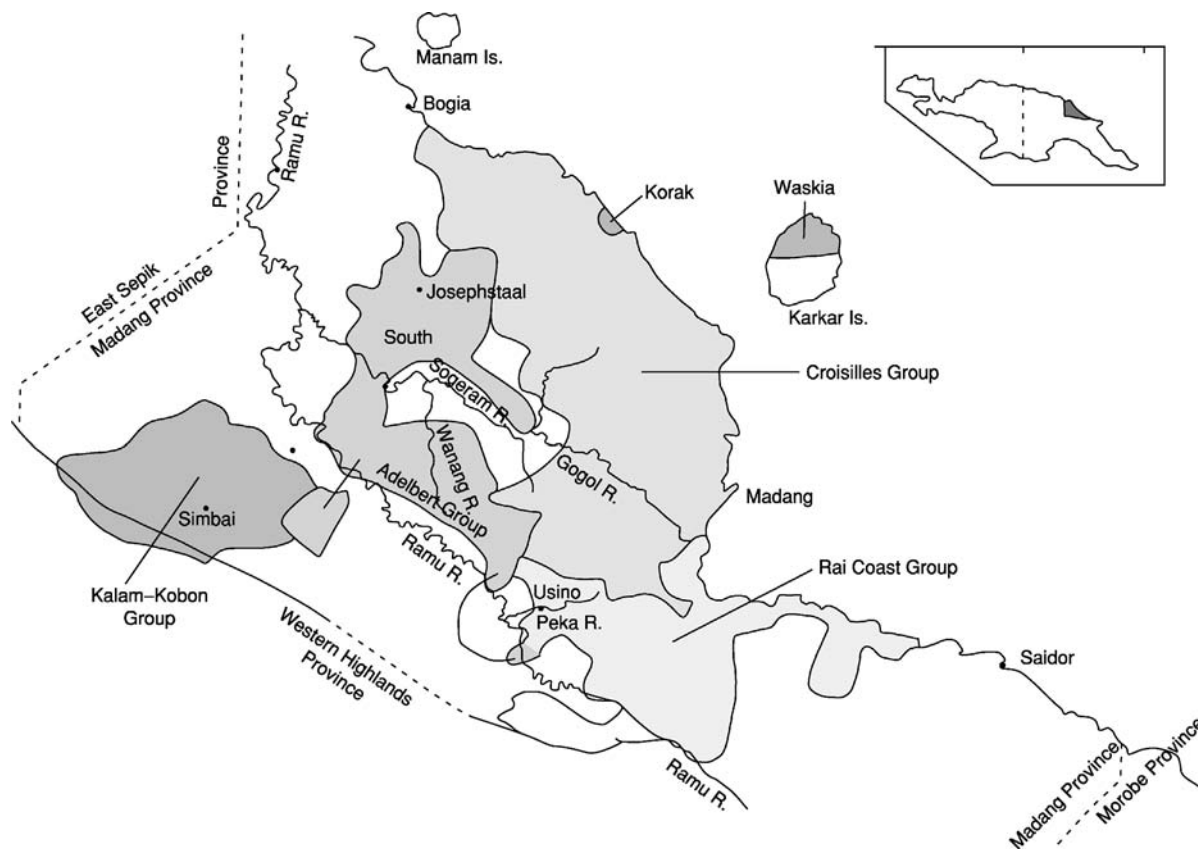 Manam Is.
Bogia
Ramu R.
Province
East Sepik
Madang Province
Korak
Waskia
Karkar Is.
Josephstaal
South
Sogeram R.
Croisilles Group
Wanang R.
Gogol R.
Adelbert Group
Madang
Simbai
Kalam–Kobon
Group
Ramu R.
Usino
Peka R.
Rai Coast Group
Western Highlands
Province
Saidor
Ramu R.
Madang Province
Morobe Province